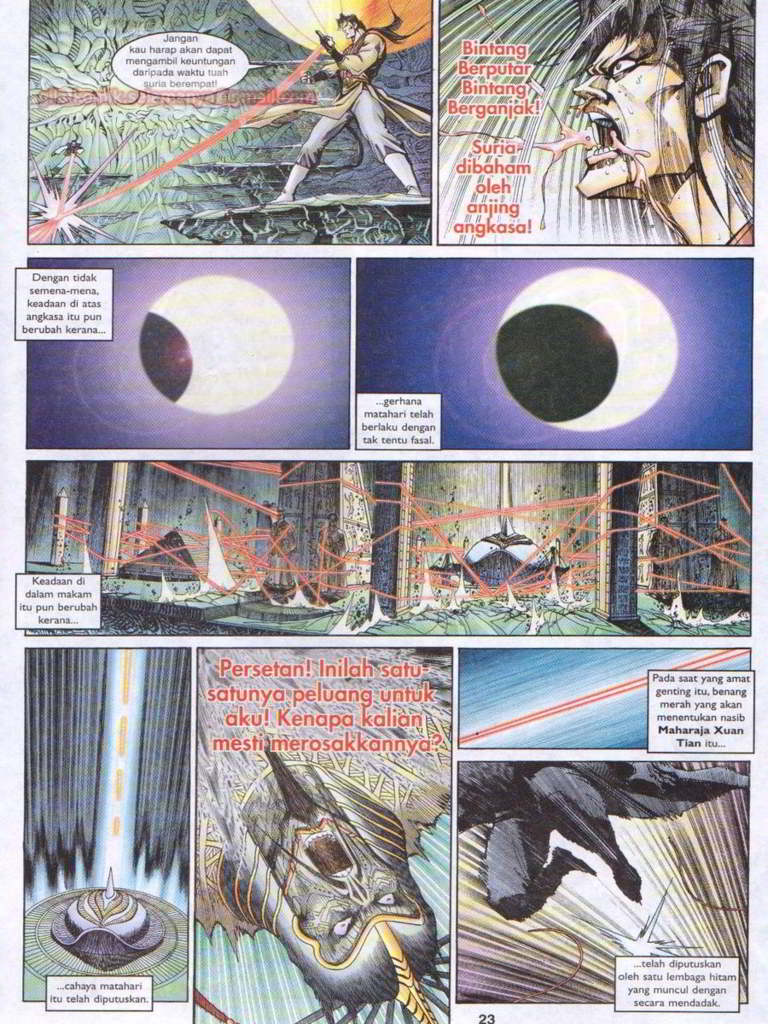 Jangan
kau harap akan dapat
mengambil keuntungan
daripada waktu tuah
suria berempat!
Bintang
Berputar
Bintang
Berganjak!
Suria
dibaham
oleh
anjing
angkasa!
Dengan tidak
semena-mena,
keadaan di atas
angkasa itu pun
berubah kerana...
...gerhana
matahari telah
berlaku dengan
tak tentu fasal.
Keadaan di
dalam makam
itu pun berubah
kerana...
...cahaya matahari
itu telah diputuskan.
Persetan! Inilah satu-
satunya peluang untuk
aku! Kenapa kalian
mesti merosakkannya?
Pada saat yang amat
genting itu, benang
merah yang akan
menentukan nasib
Maharaja Xuan
Tian itu...
...telah diputuskan
oleh satu lembaga hitam
yang muncul dengan
secara mendadak.
23